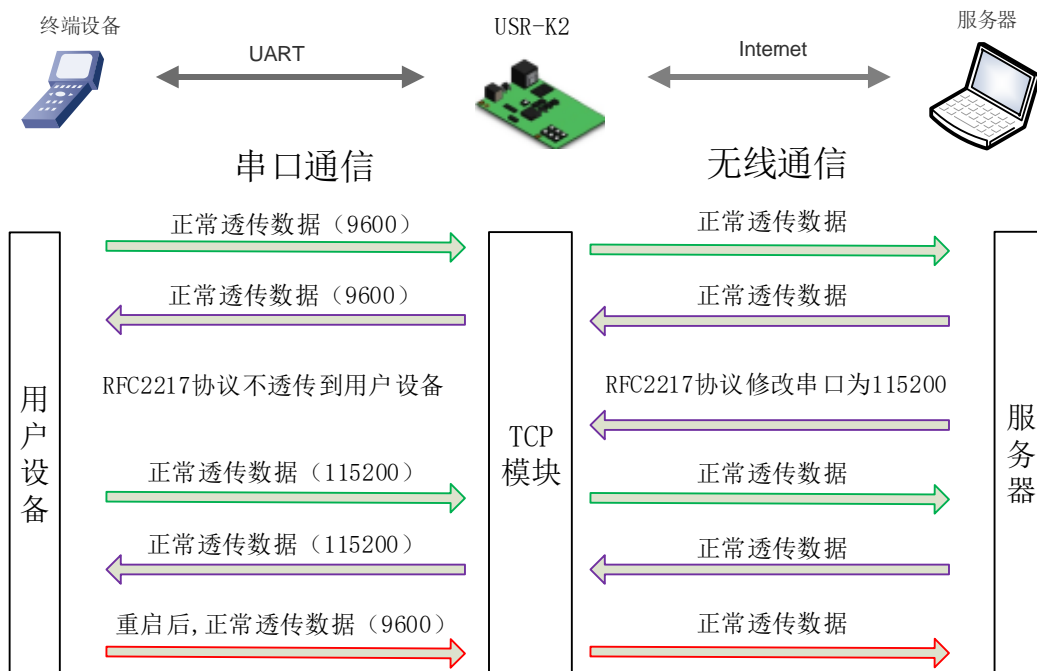 终端设备
USR-K2
服务器
UART
Internet
串口通信
无线通信
正常透传数据（9600）
正常透传数据
正常透传数据（9600）
正常透传数据
RFC2217协议不透传到用户设备
RFC2217协议修改串口为115200
用户设备
TCP
模块
服务器
正常透传数据（115200）
正常透传数据
正常透传数据（115200）
正常透传数据
重启后,正常透传数据（9600）
正常透传数据